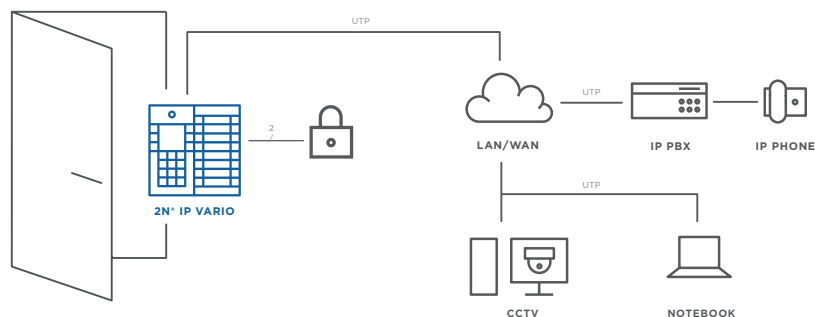 UTP
2
/
UTP
LAN/WAN
IP PBX
IP PHONE
2N® IP VARIO
UTP
CCTV
NOTEBOOK